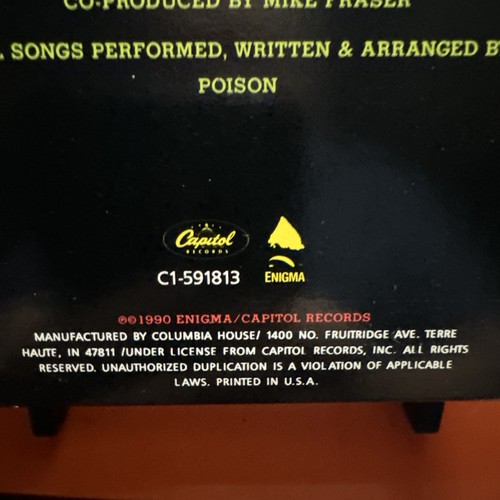 CO-PRODUCED BY MIKE FRASER
SONGS PERFORMED, WRITTEN & ARRANGED BY
POISON
Capitol
RECORDS
C1-591813
ENIGMA
℗©1990 ENIGMA/CAPITOL RECORDS
MANUFACTURED BY COLUMBIA HOUSE/ 1400 NO. FRUITRIDGE AVE. TERRE
HAUTE, IN 47811 /UNDER LICENSE FROM CAPITOL RECORDS, INC. ALL RIGHTS
RESERVED. UNAUTHORIZED DUPLICATION IS A VIOLATION OF APPLICABLE
LAWS. PRINTED IN U.S.A.